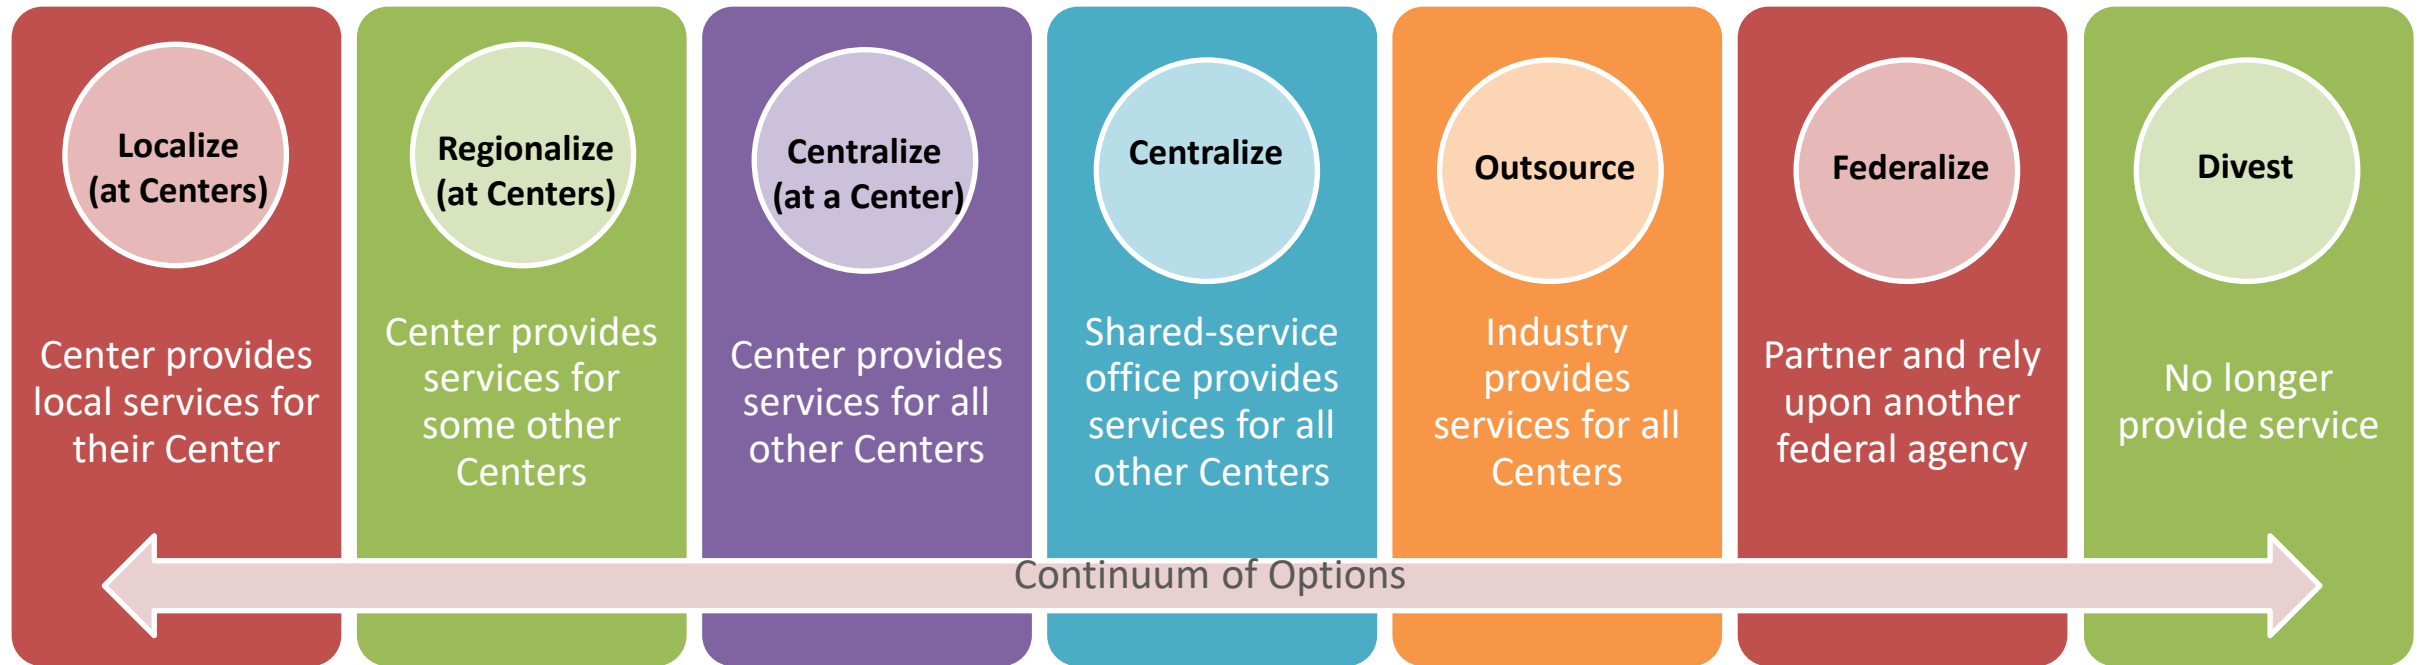 Localize
(at Centers)
Center provides
local services for
their Center
Regionalize
(at Centers)
Center provides
services for
some other
Centers
Centralize
(at a Center)
Center provides
services for all
other Centers
Centralize
Shared-service
office provides
services for all
other Centers
Outsource
Industry
provides
services for all
Centers
Federalize
Partner and rely
upon another
federal agency
Divest
No longer
provide service
Continuum of Options